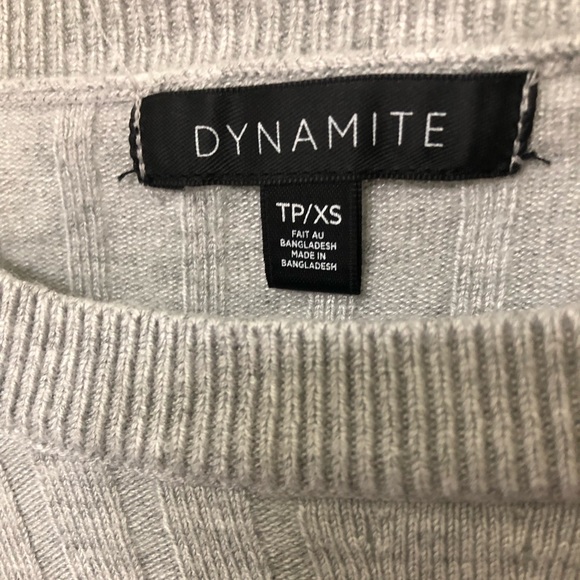 DYNAMITE
TP/XS
FAIT AU
BANGLADESH
MADE IN
BANGLADESH